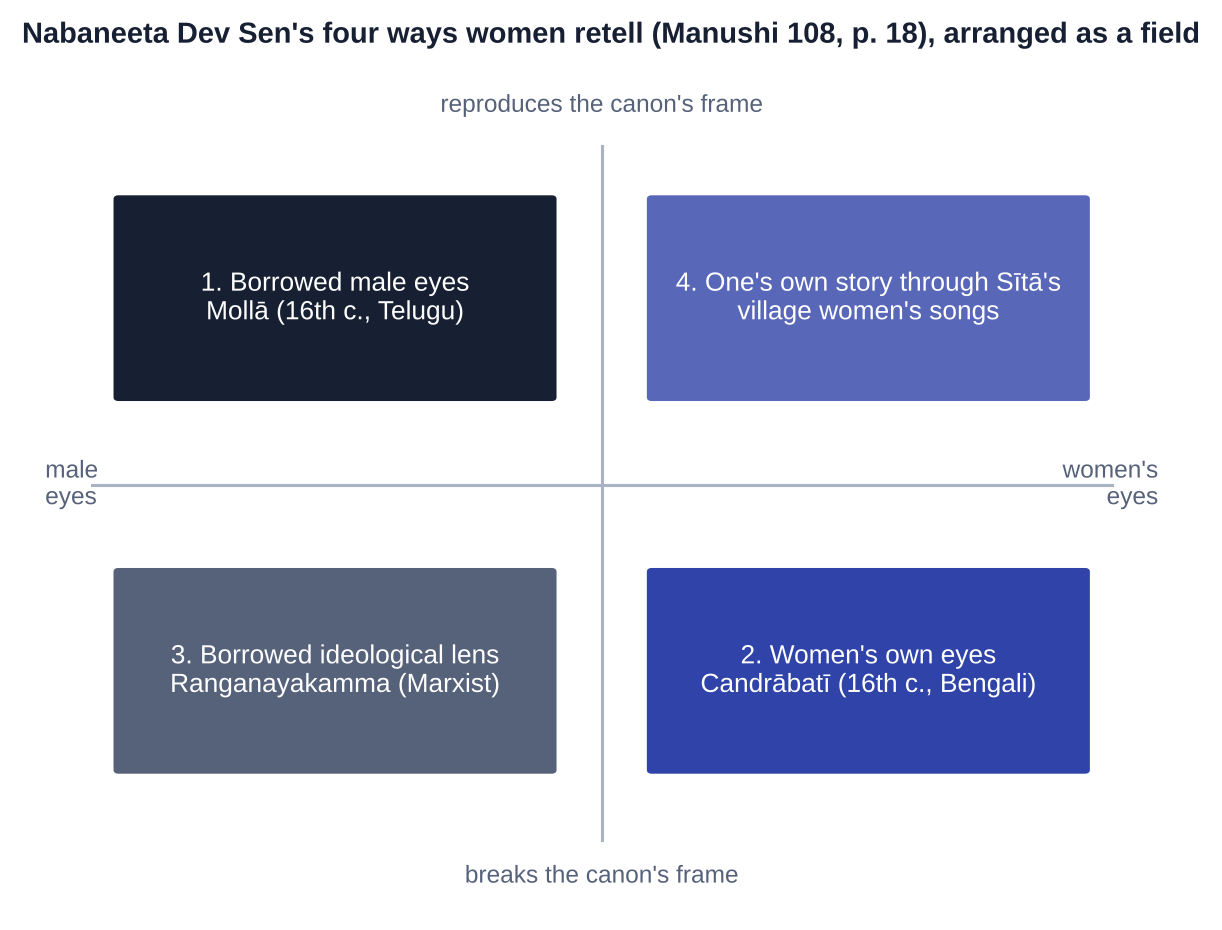 Nabaneeta Dev Sen's four ways women retell (Manushi 108, p. 18), arranged as a field
reproduces the canon's frame
1. Borrowed male eyes
Mollā (16th c., Telugu)
4. One's own story through Sītā's
village women's songs
male
eyes
women's
eyes
3. Borrowed ideological lens
Ranganayakamma (Marxist)
2. Women's own eyes
Candrābatī (16th c., Bengali)
breaks the canon's frame